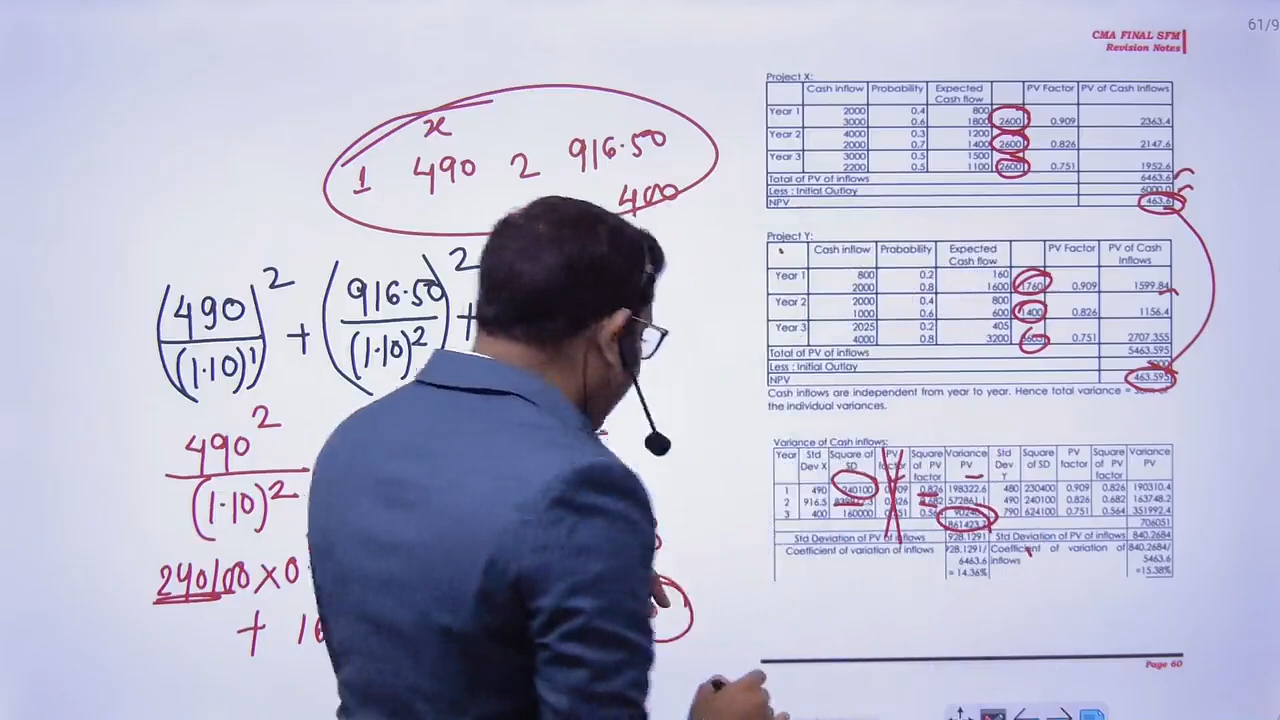 61/9
CMA FINAL SFM
Revision Notes
x
1 490 2 916.50
400
(490/(1.10)^1)^2 + (916.50/(1.10)^2)^2 +
490^2
(1.10)^2
240100 × 0
+
Project X:
Cash inflow Probability Expected Cash flow PV Factor PV of Cash Inflows
Year 1 2000 0.4 800
3000 0.6 1800 2600 0.909 2363.4
Year 2 4000 0.3 1200
2000 0.7 1400 2600 0.826 2147.6
Year 3 3000 0.5 1500
2200 0.5 1100 2600 0.751 1952.6
Total of PV of inflows 6463.6
Less : Initial Outlay 6000.0
NPV 463.6
Project Y:
Cash inflow Probability Expected Cash flow PV Factor PV of Cash Inflows
Year 1 800 0.2 160
2000 0.8 1600 1760 0.909 1599.84
Year 2 2000 0.4 800
1000 0.6 600 1400 0.826 1156.4
Year 3 2025 0.2 405
4000 0.8 3200 3605 0.751 2707.355
Total of PV of inflows 5463.595
Less : Initial Outlay
NPV 463.595
Cash inflows are independent from year to year. Hence total variance =
the individual variances.
Variance of Cash inflows:
Year Std Dev X Square of SD PV factor Square of PV factor Variance PV Std Dev Y Square of SD PV factor Square of PV factor Variance PV
1 490 240100 0.909 0.826 198322.6 480 230400 0.909 0.826 190310.4
2 916.5 0.826 0.682 572861.1 490 240100 0.826 0.682 163748.2
3 400 160000 0.751 0.564 90240 790 624100 0.751 0.564 351992.4
861423.7 706051
Std Deviation of PV of inflows 928.1291 Std Deviation of PV of inflows 840.2684
Coefficient of variation of inflows 928.1291/ Coefficient of variation of 840.2684/
6463.6 inflows 5463.6
= 14.36% =15.38%
Page 60